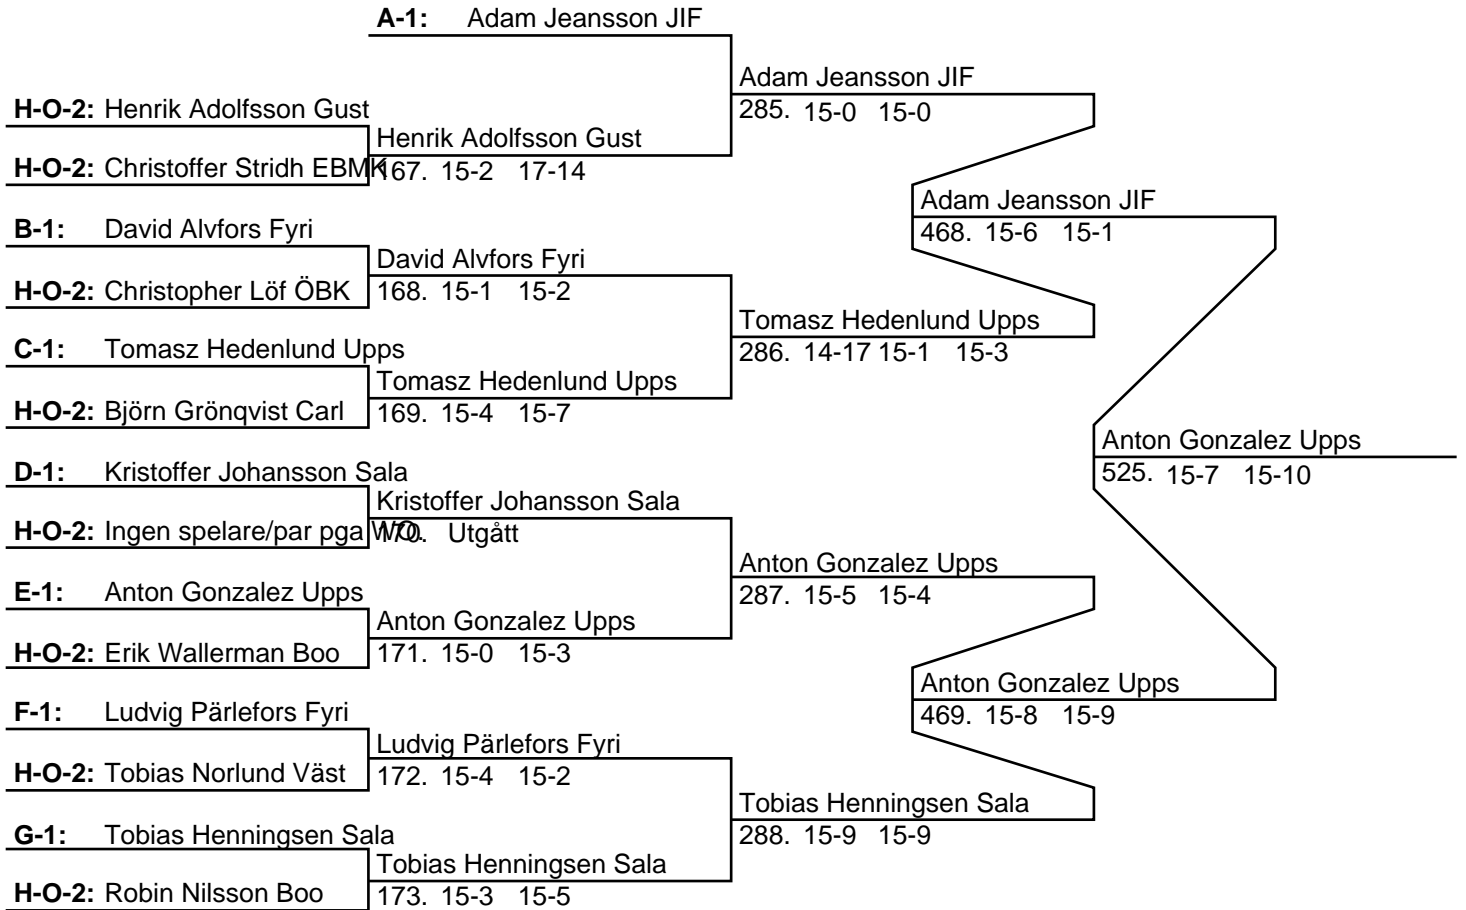 A-1: Adam Jeansson JIF
Adam Jeansson JIF
285. 15-0 15-0
H-O-2: Henrik Adolfsson Gust
Henrik Adolfsson Gust
167. 15-2 17-14
H-O-2: Christoffer Stridh EBMK
Adam Jeansson JIF
468. 15-6 15-1
B-1: David Alvfors Fyri
David Alvfors Fyri
168. 15-1 15-2
H-O-2: Christopher Löf ÖBK
Tomasz Hedenlund Upps
286. 14-17 15-1 15-3
C-1: Tomasz Hedenlund Upps
Tomasz Hedenlund Upps
169. 15-4 15-7
H-O-2: Björn Grönqvist Carl
Anton Gonzalez Upps
525. 15-7 15-10
D-1: Kristoffer Johansson Sala
Kristoffer Johansson Sala
170. Utgått
H-O-2: Ingen spelare/par pga WO.
Anton Gonzalez Upps
287. 15-5 15-4
E-1: Anton Gonzalez Upps
Anton Gonzalez Upps
171. 15-0 15-3
H-O-2: Erik Wallerman Boo
Anton Gonzalez Upps
469. 15-8 15-9
F-1: Ludvig Pärlefors Fyri
Ludvig Pärlefors Fyri
172. 15-4 15-2
H-O-2: Tobias Norlund Väst
Tobias Henningsen Sala
288. 15-9 15-9
G-1: Tobias Henningsen Sala
Tobias Henningsen Sala
173. 15-3 15-5
H-O-2: Robin Nilsson Boo